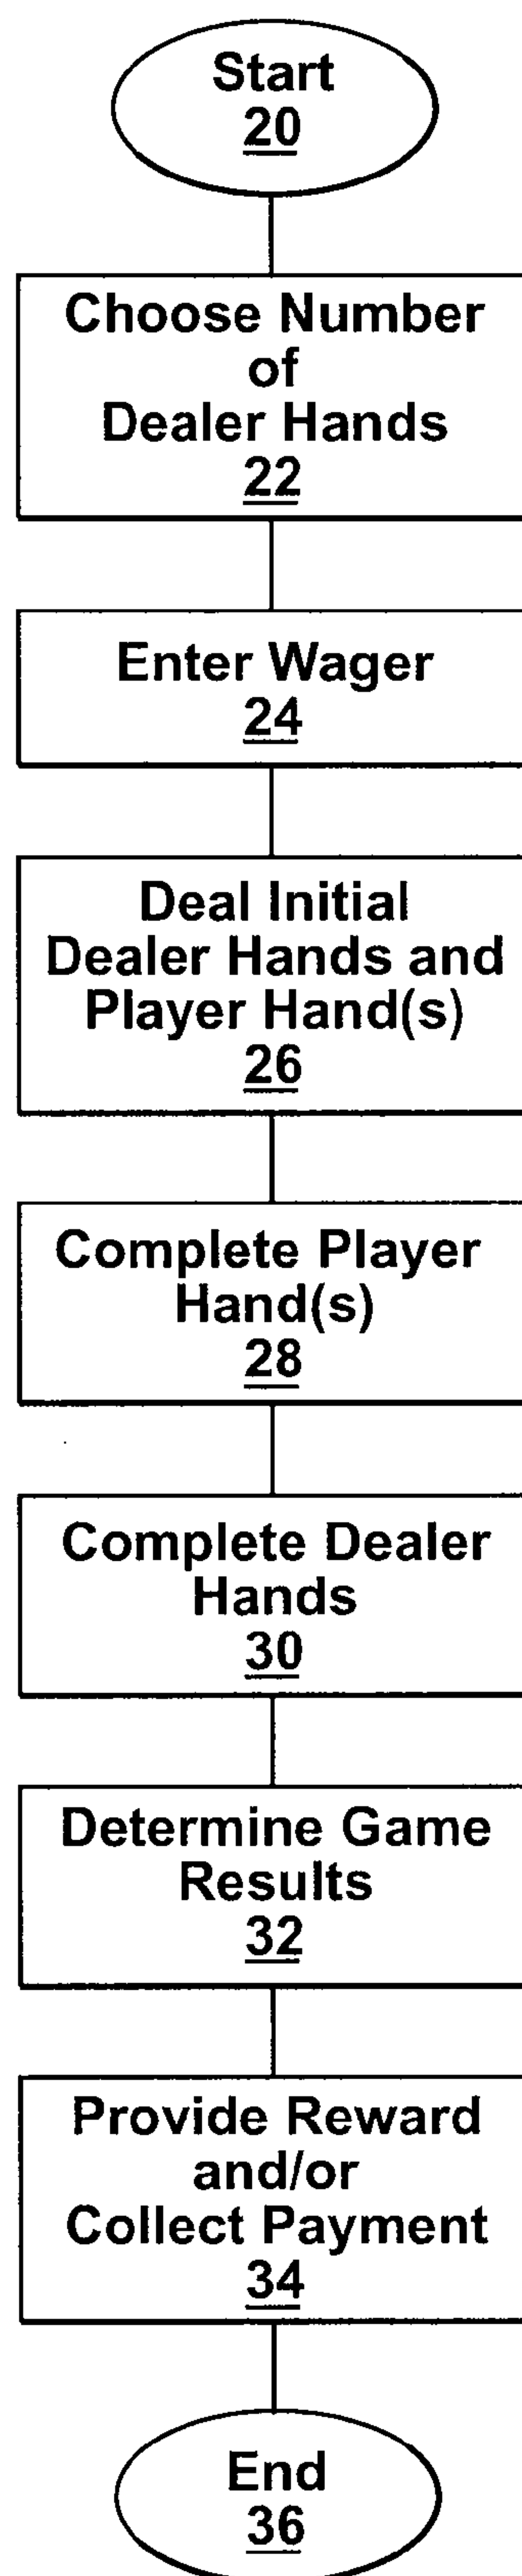 Start
20
Choose Number
of
Dealer Hands
22
Enter Wager
24
Deal Initial
Dealer Hands and
Player Hand(s)
26
Complete Player
Hand(s)
28
Complete Dealer
Hands
30
Determine Game
Results
32
Provide Reward
and/or
Collect Payment
34
End
36